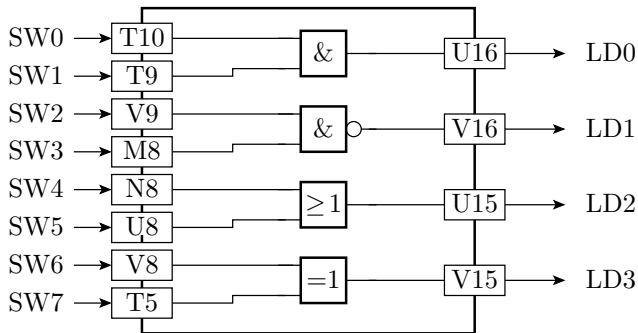 SW0 T10 & U16 LD0
SW1 T9
SW2 V9 & V16 LD1
SW3 M8
SW4 N8 ≥1 U15 LD2
SW5 U8
SW6 V8 =1 V15 LD3
SW7 T5